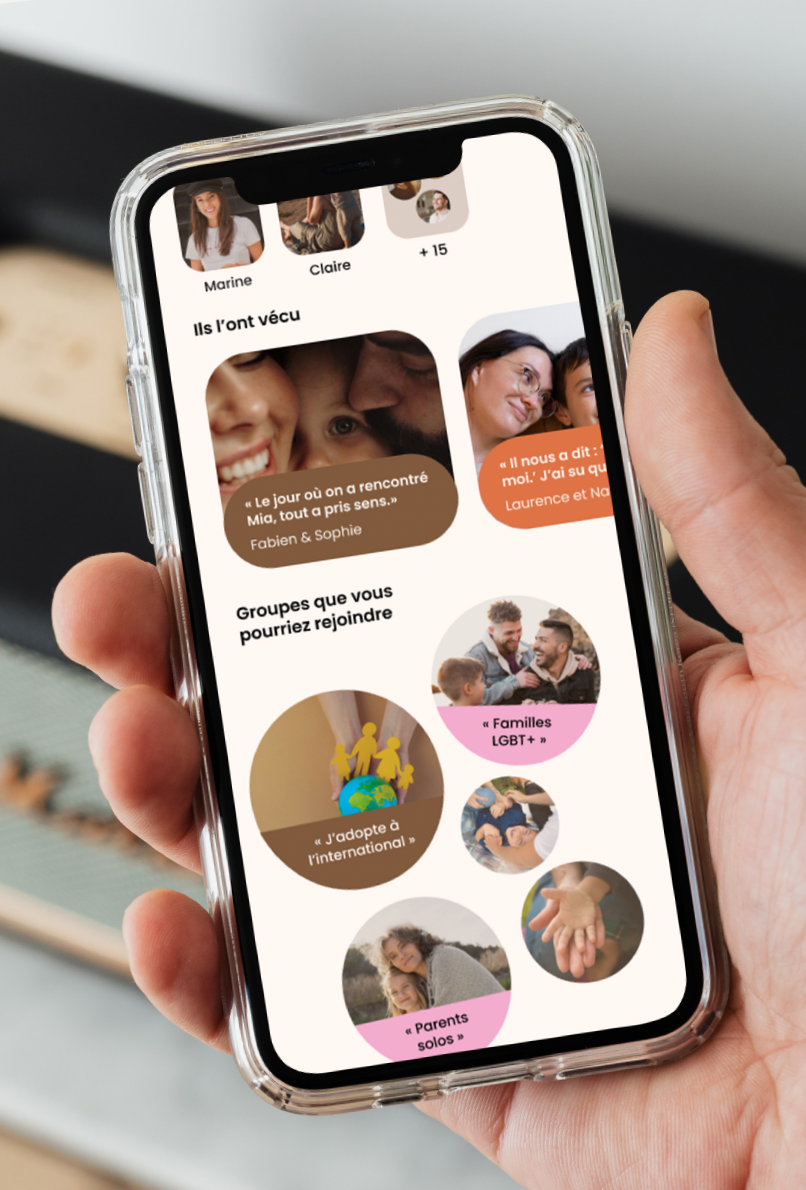 Marine
Claire
+ 15
Ils l’ont vécu
« Le jour où on a rencontré
Mia, tout a pris sens.»
Fabien & Sophie
« Il nous a dit : ‘
moi.’ J’ai su qu
Laurence et Na
Groupes que vous
pourriez rejoindre
« Familles
LGBT+ »
« J’adopte à
l’international »
« Parents
solos »